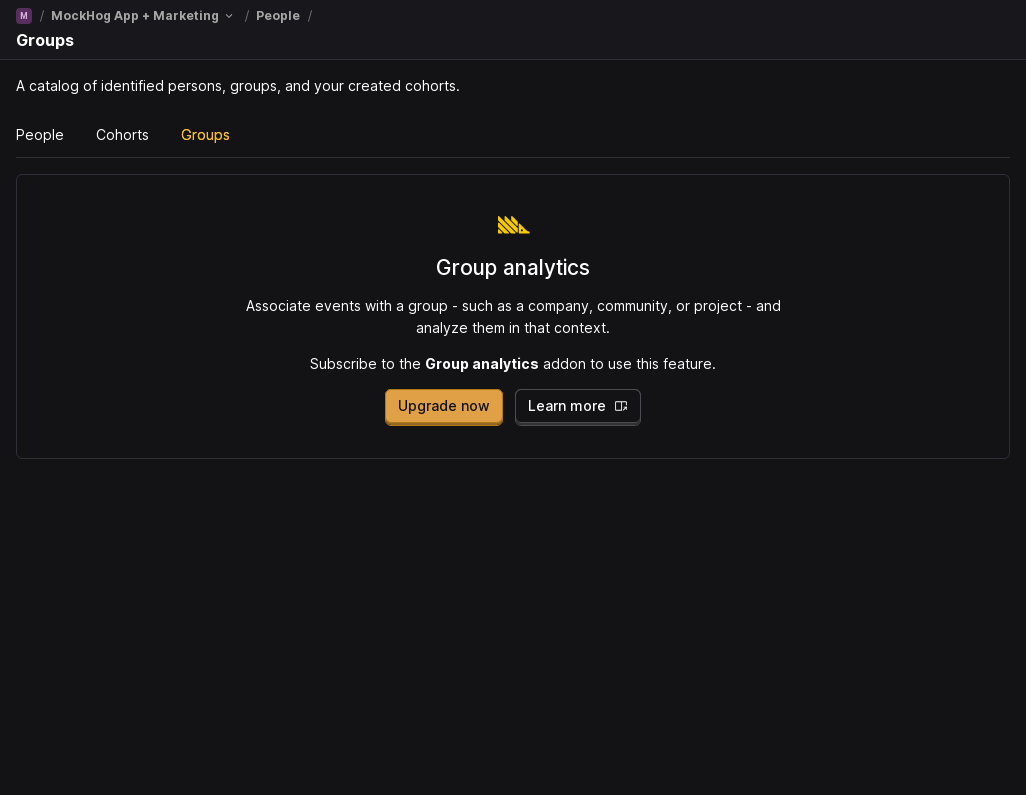 M / MockHog App + Marketing / People /
Groups
A catalog of identified persons, groups, and your created cohorts.
People Cohorts Groups
Group analytics
Associate events with a group - such as a company, community, or project - and
analyze them in that context.
Subscribe to the Group analytics addon to use this feature.
Upgrade now Learn more